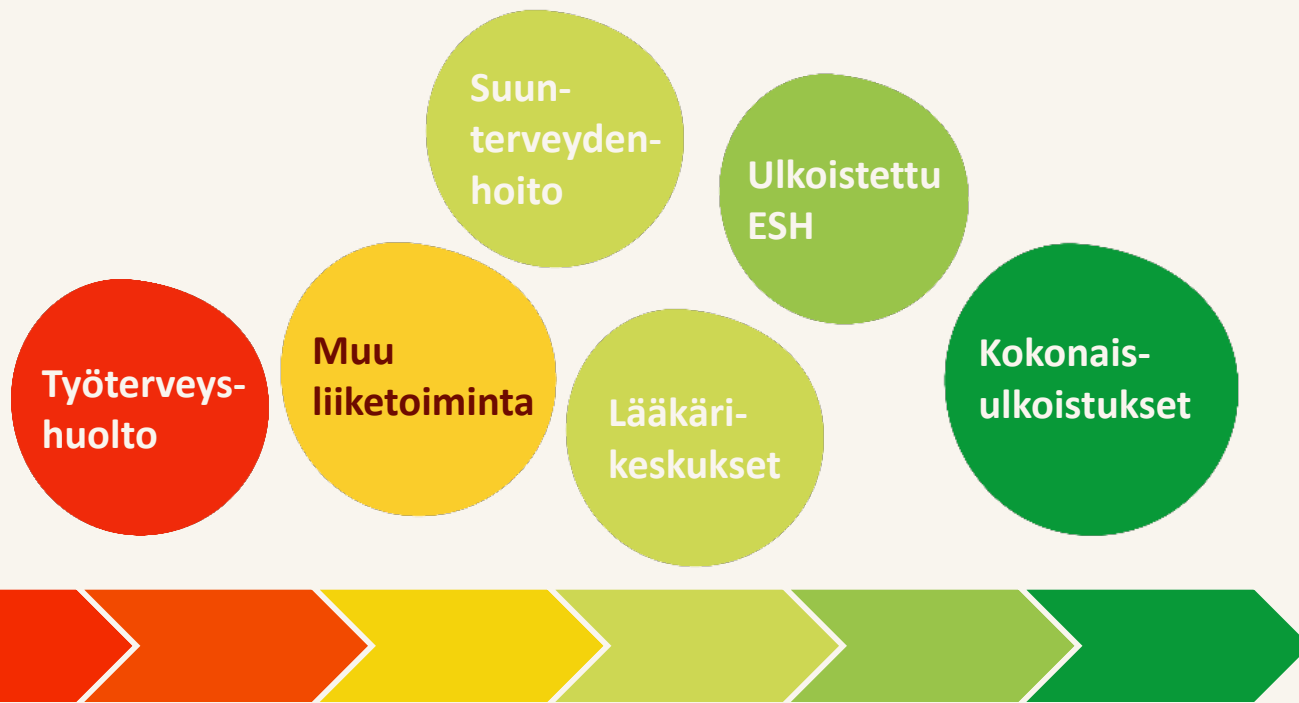 Suun-
terveyden-
hoito
Ulkoistettu
ESH
Työterveys-
huolto
Muu
liiketoiminta
Lääkäri-
keskukset
Kokonais-
ulkoistukset